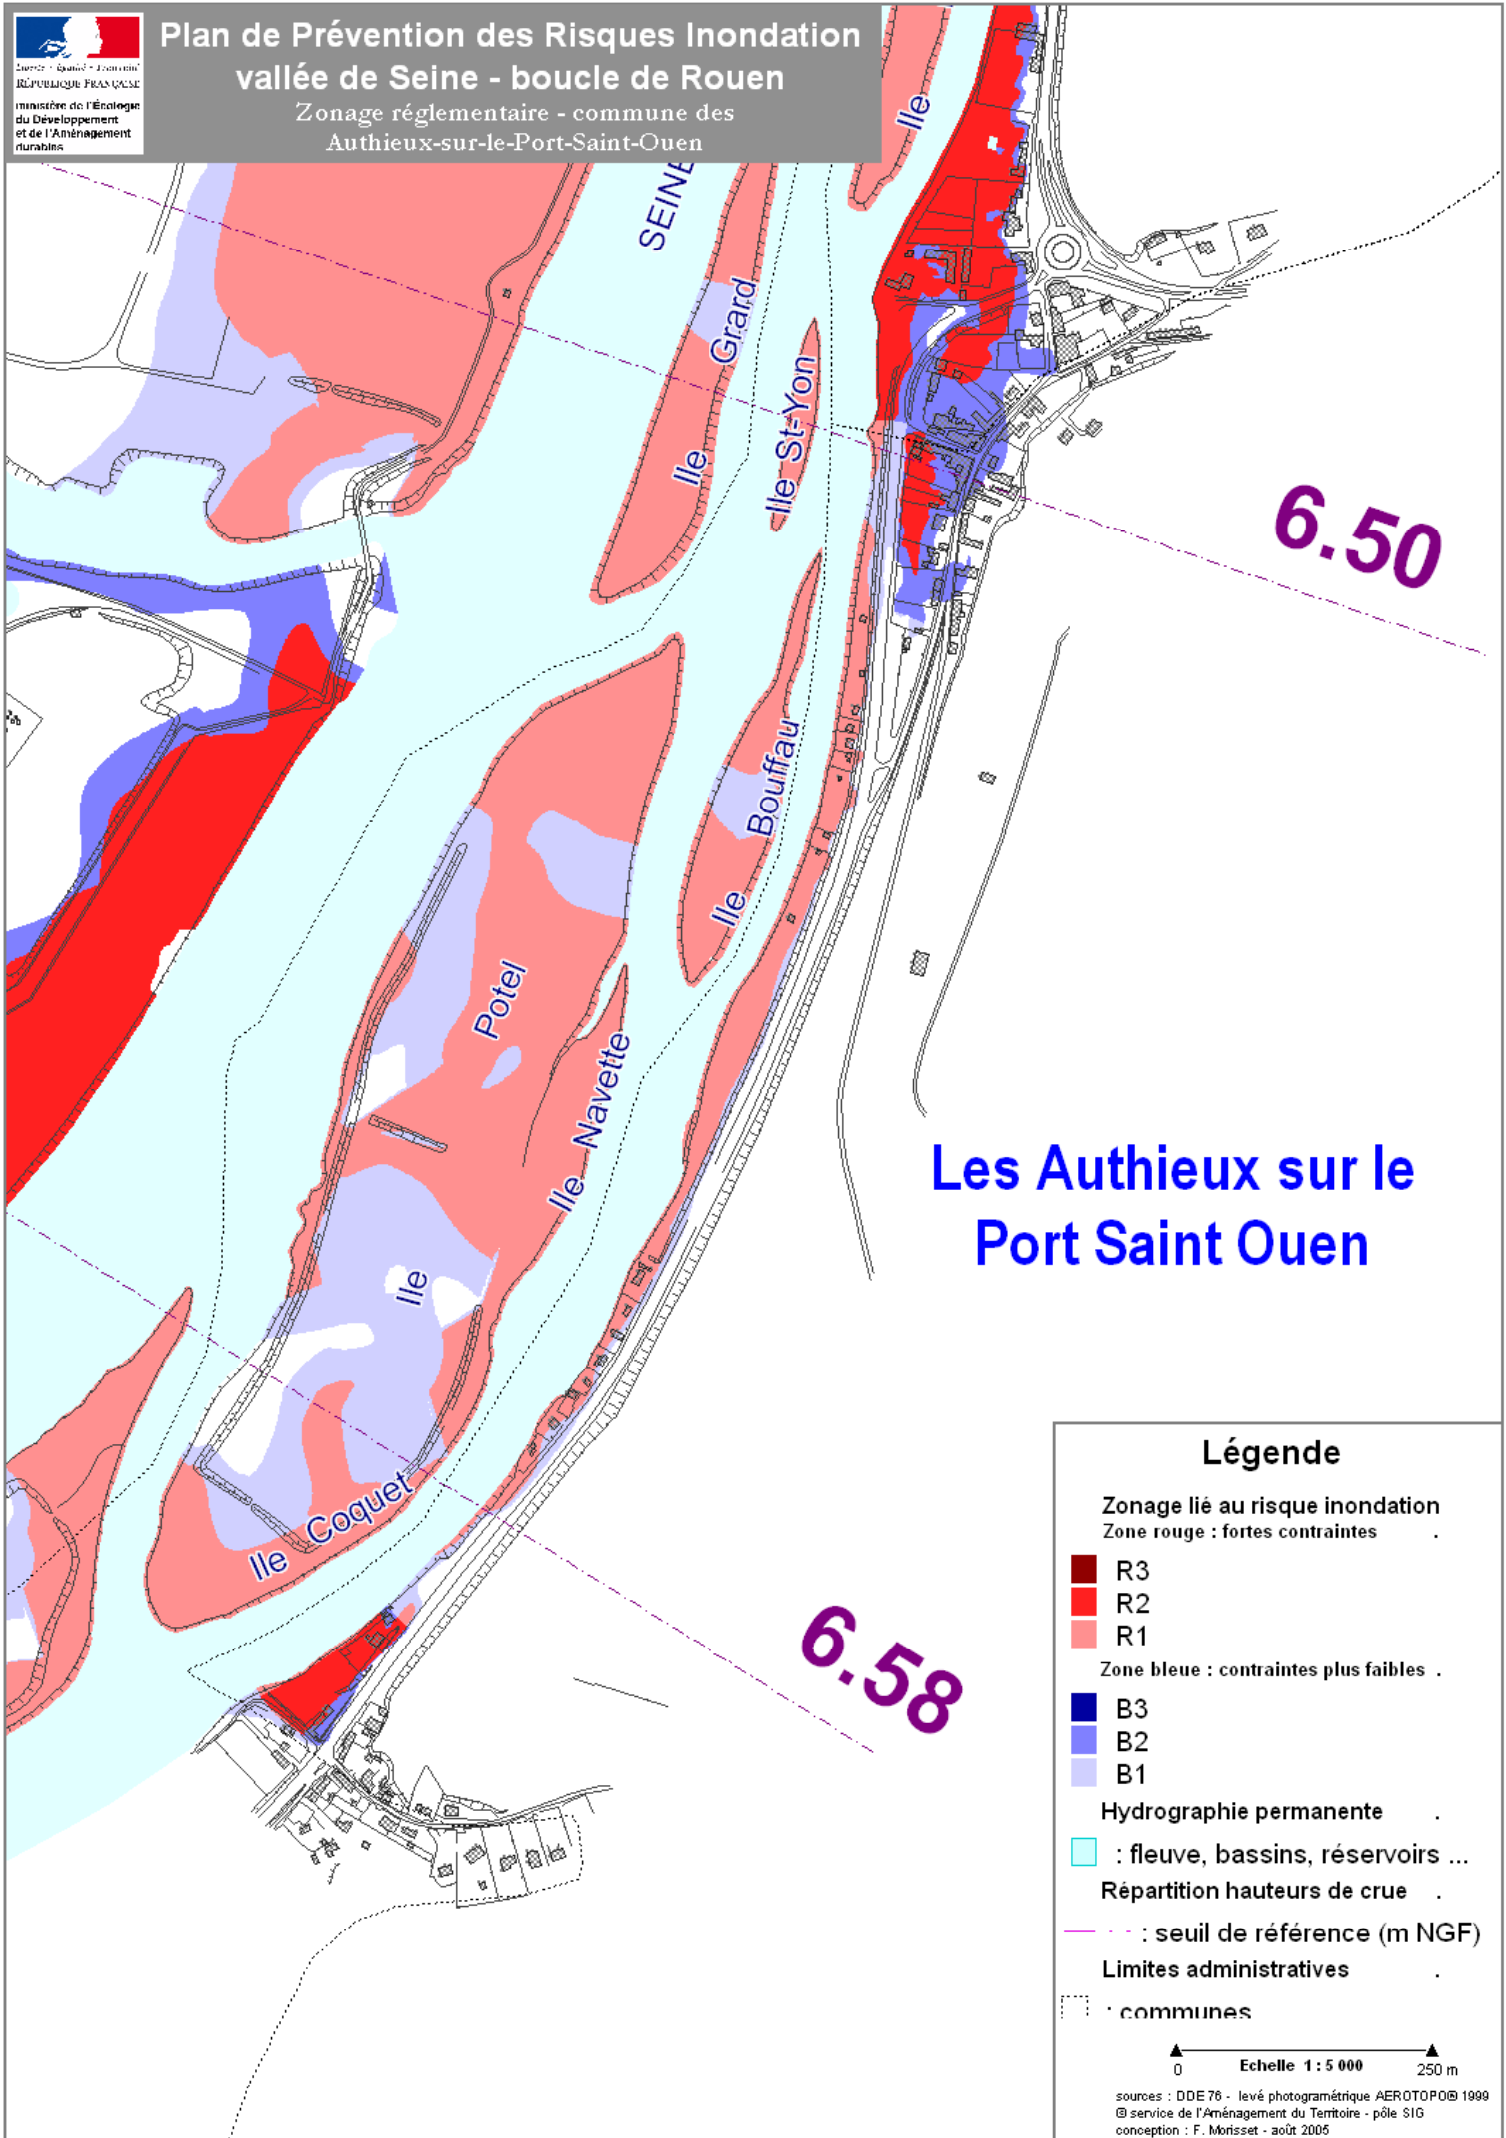 Plan de Prévention des Risques Inondation
vallée de Seine - boucle de Rouen
Zonage réglementaire - commune des
Authieux-sur-le-Port-Saint-Ouen
Liberté • Égalité • Fraternité
RÉPUBLIQUE FRANÇAISE
ministère de l'Écologie
du Développement
et de l'Aménagement
durables
Ile
SEINE
Ile Grard
Ile St-Yon
6.50
Ile Bouffau
Potel
Ile Navette
Les Authieux sur le
Port Saint Ouen
Ile
Ile Coquet
6.58
Légende
Zonage lié au risque inondation
Zone rouge : fortes contraintes .
R3
R2
R1
Zone bleue : contraintes plus faibles .
B3
B2
B1
Hydrographie permanente .
: fleuve, bassins, réservoirs ...
Répartition hauteurs de crue .
: seuil de référence (m NGF)
Limites administratives .
: communes
0 Echelle 1 : 5 000 250 m
sources : DDE 76 - levé photogramétrique AEROTOPO® 1999
© service de l'Aménagement du Territoire - pôle SIG
conception : F. Morisset - août 2005